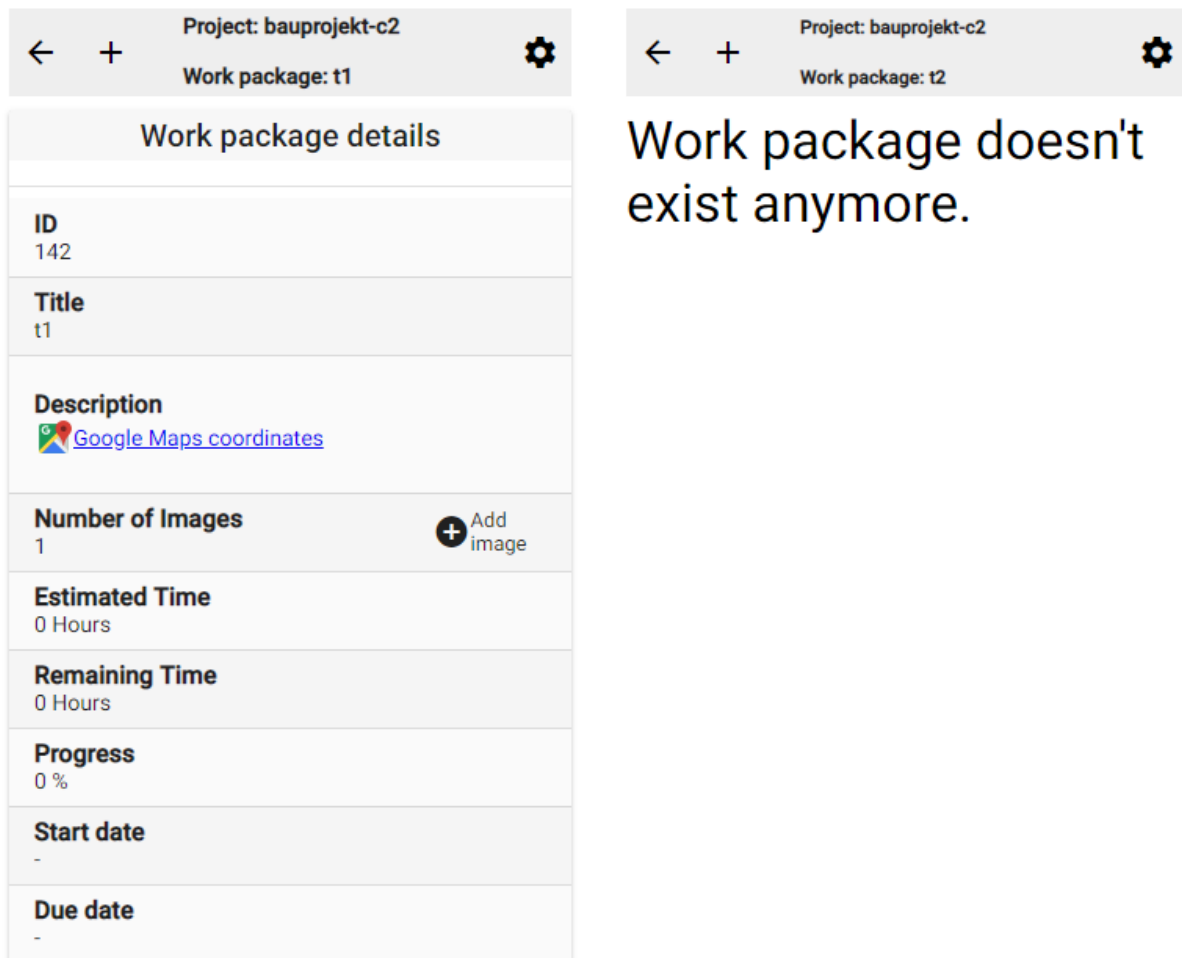 Project: bauprojekt-c2
Work package: t1
Work package details
ID
142
Title
t1
Description
Google Maps coordinates
Number of Images
1
Add
image
Estimated Time
0 Hours
Remaining Time
0 Hours
Progress
0 %
Start date
-
Due date
-
Project: bauprojekt-c2
Work package: t2
Work package doesn't
exist anymore.